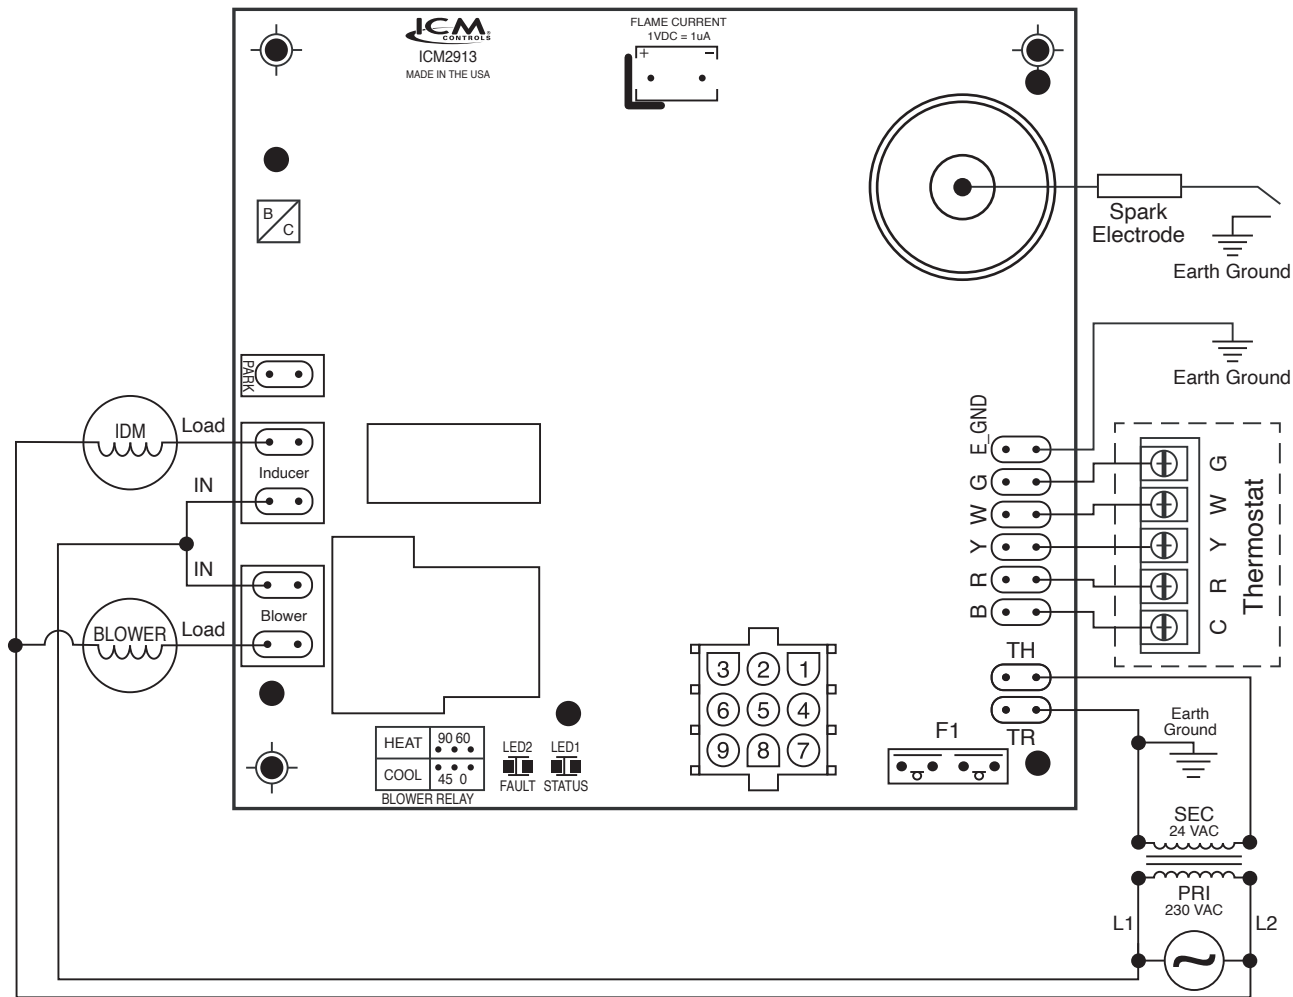 ICM
CONTROLS
ICM2913
MADE IN THE USA
FLAME CURRENT
1VDC = 1uA
+ −
B/C
Spark
Electrode
Earth Ground
Earth Ground
PARK
IDM
Load
Inducer
IN
IN
Blower
BLOWER
Load
E_GND
G
W
Y
R
B
G
W
Y
R
C
Thermostat
TH
TR
3 2 1
6 5 4
9 8 7
F1
Earth
Ground
HEAT 90 60
COOL 45 0
BLOWER RELAY
LED2
FAULT
LED1
STATUS
SEC
24 VAC
PRI
230 VAC
L1
L2